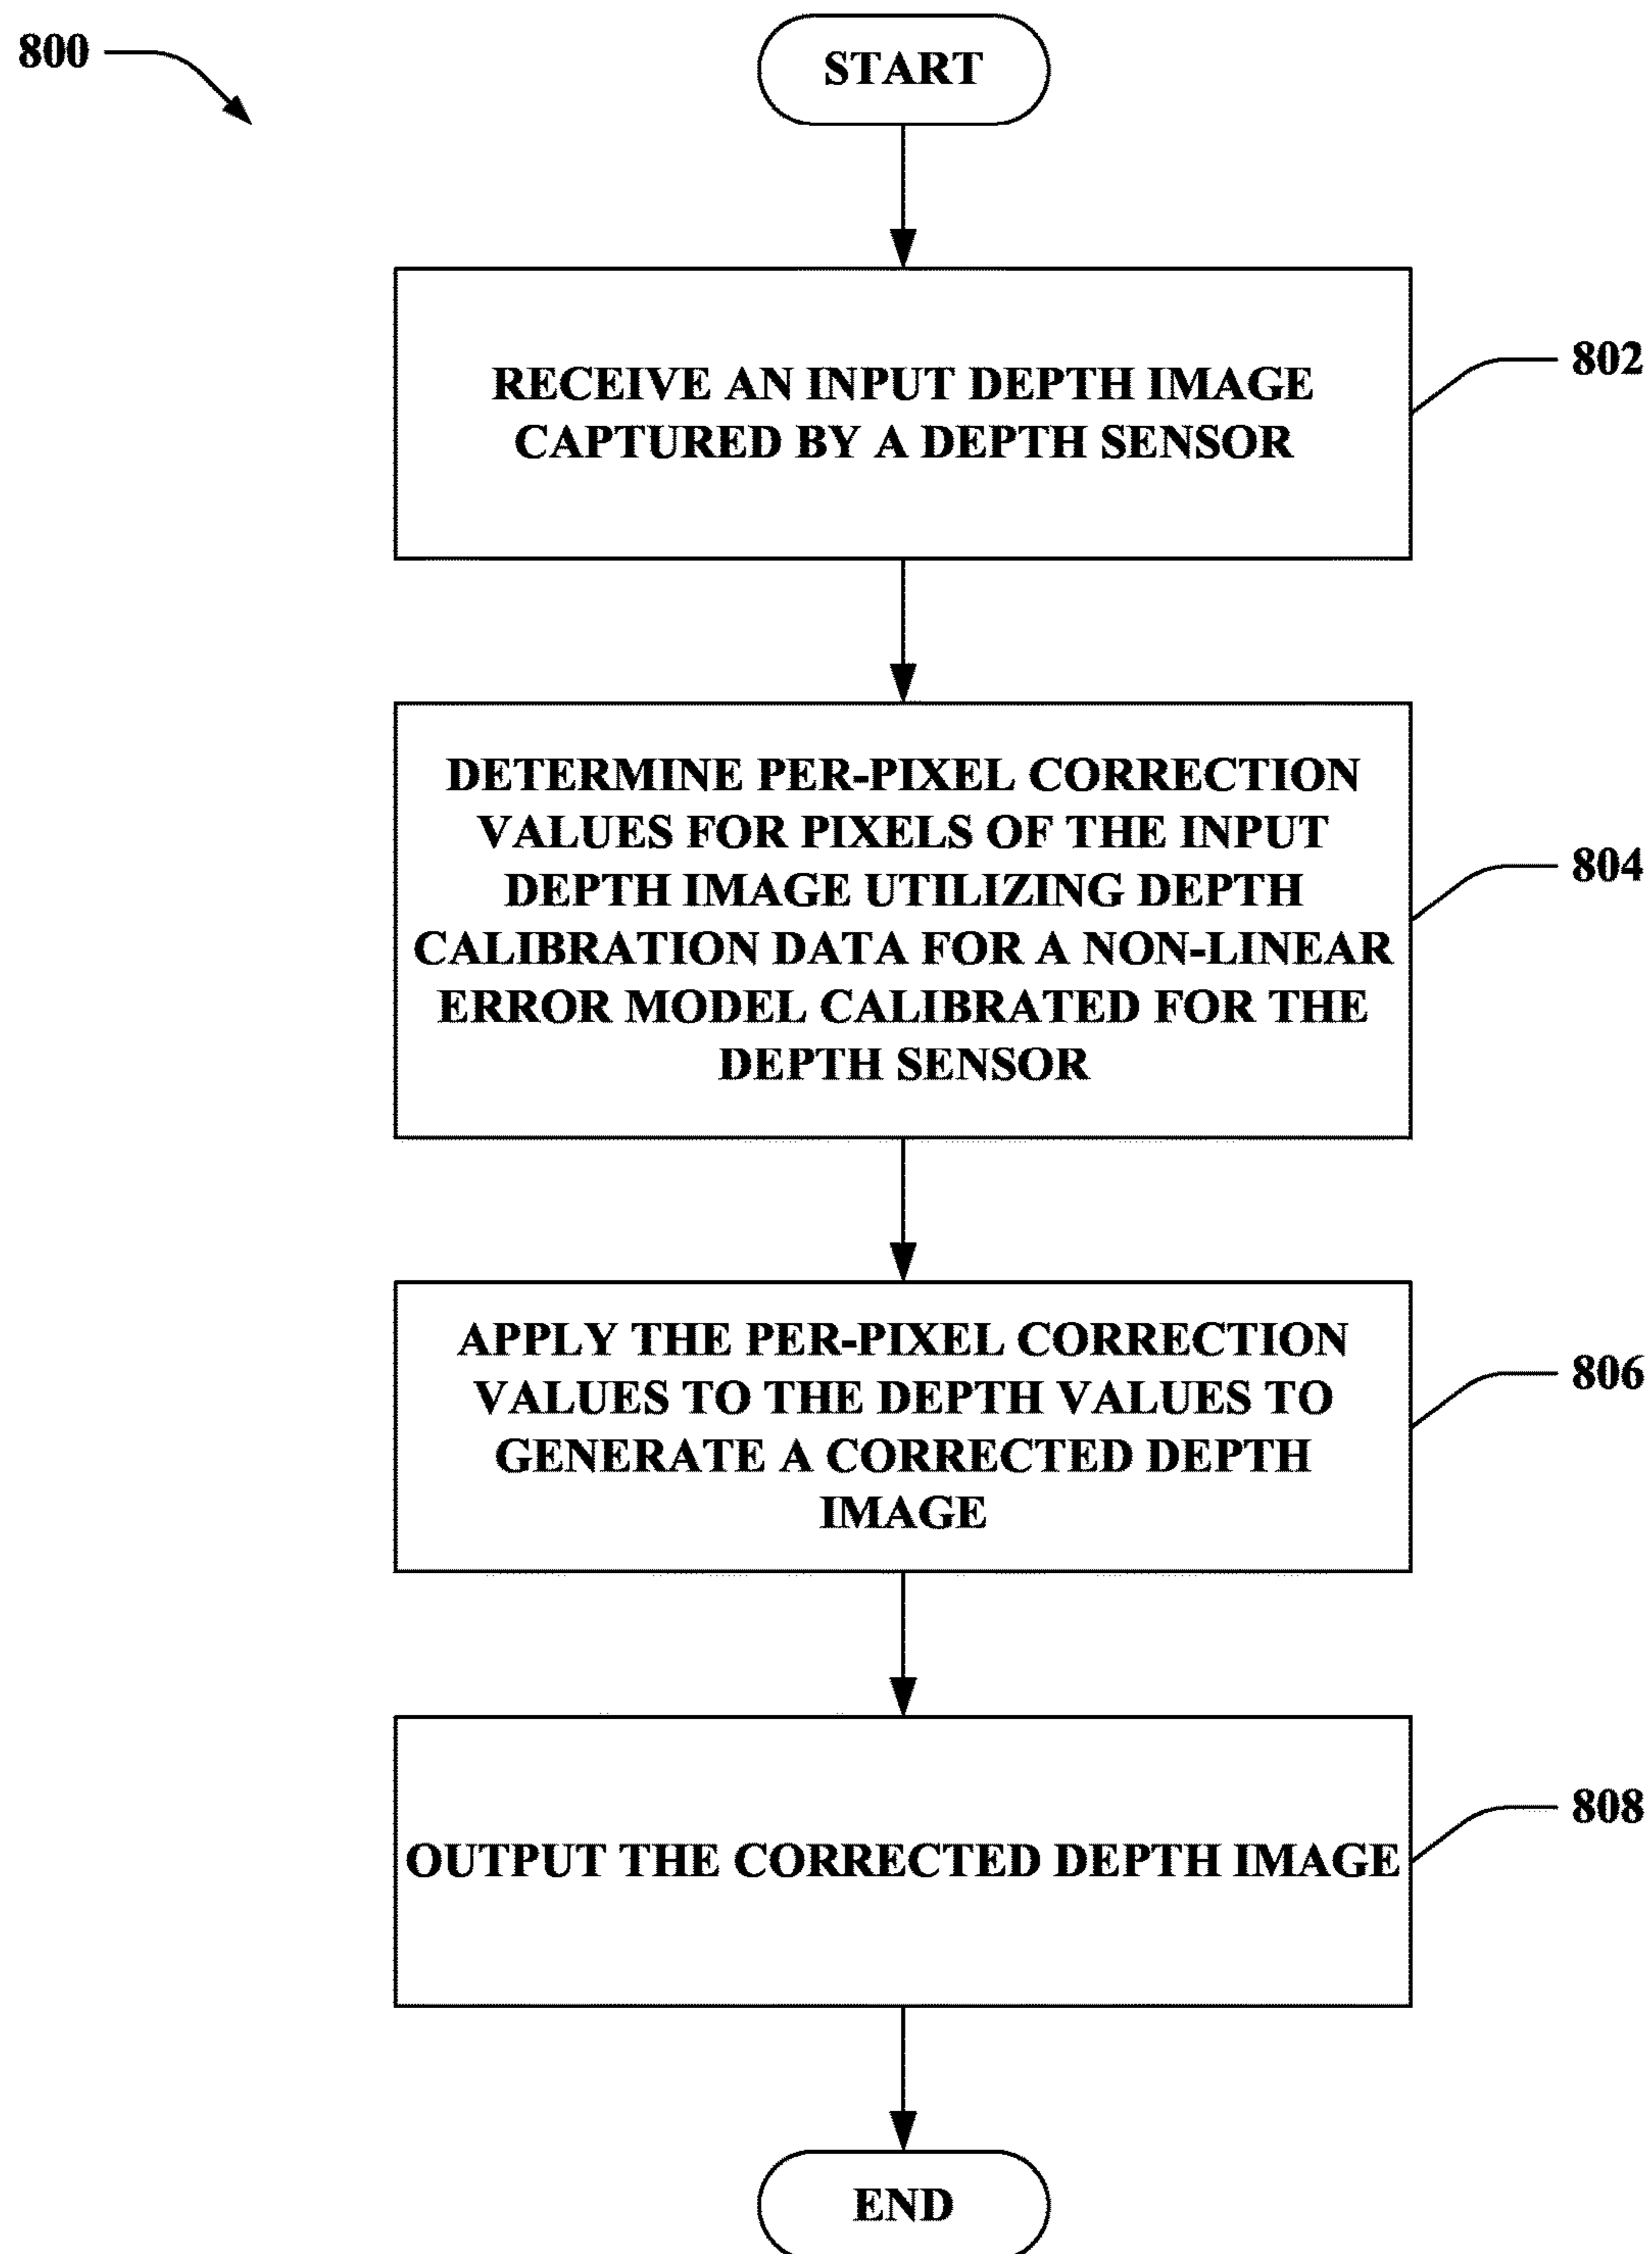 800
START
RECEIVE AN INPUT DEPTH IMAGE
CAPTURED BY A DEPTH SENSOR
802
DETERMINE PER-PIXEL CORRECTION
VALUES FOR PIXELS OF THE INPUT
DEPTH IMAGE UTILIZING DEPTH
CALIBRATION DATA FOR A NON-LINEAR
ERROR MODEL CALIBRATED FOR THE
DEPTH SENSOR
804
APPLY THE PER-PIXEL CORRECTION
VALUES TO THE DEPTH VALUES TO
GENERATE A CORRECTED DEPTH
IMAGE
806
OUTPUT THE CORRECTED DEPTH IMAGE
808
END